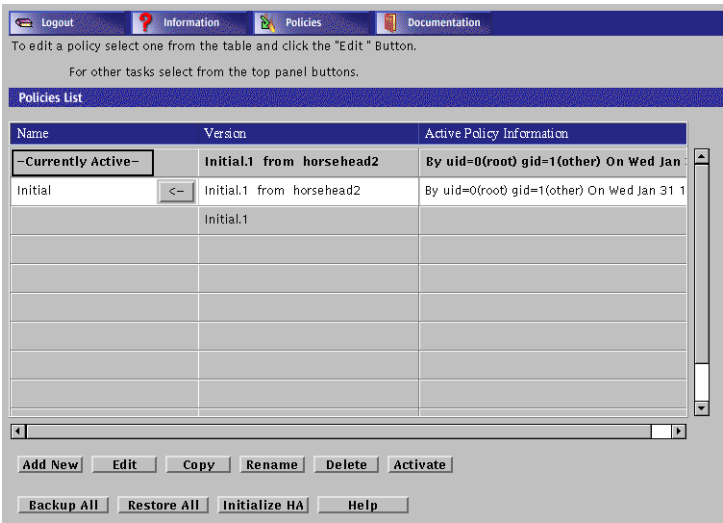 Logout Information Policies Documentation
To edit a policy select one from the table and click the "Edit " Button.
For other tasks select from the top panel buttons.
Policies List
Name Version Active Policy Information
-Currently Active- Initial.1 from horsehead2 By uid=0(root) gid=1(other) On Wed Jan
Initial <- Initial.1 from horsehead2 By uid=0(root) gid=1(other) On Wed Jan 31 1
Initial.1
Add New Edit Copy Rename Delete Activate
Backup All Restore All Initialize HA Help